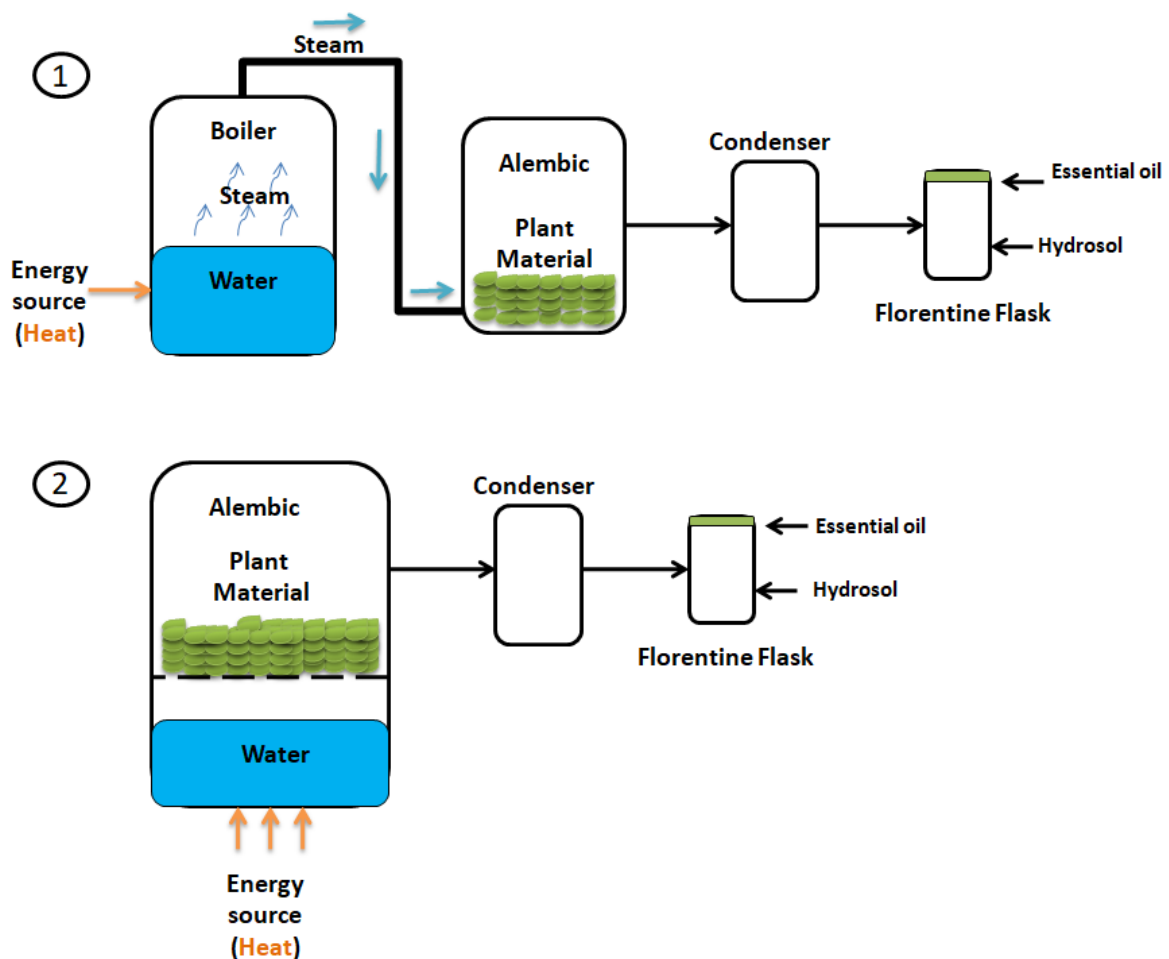 1
Steam
Boiler
Steam
Water
Energy
source
(Heat)
Alembic
Plant
Material
Condenser
Essential oil
Hydrosol
Florentine Flask
2
Alembic
Plant
Material
Water
Energy
source
(Heat)
Condenser
Essential oil
Hydrosol
Florentine Flask